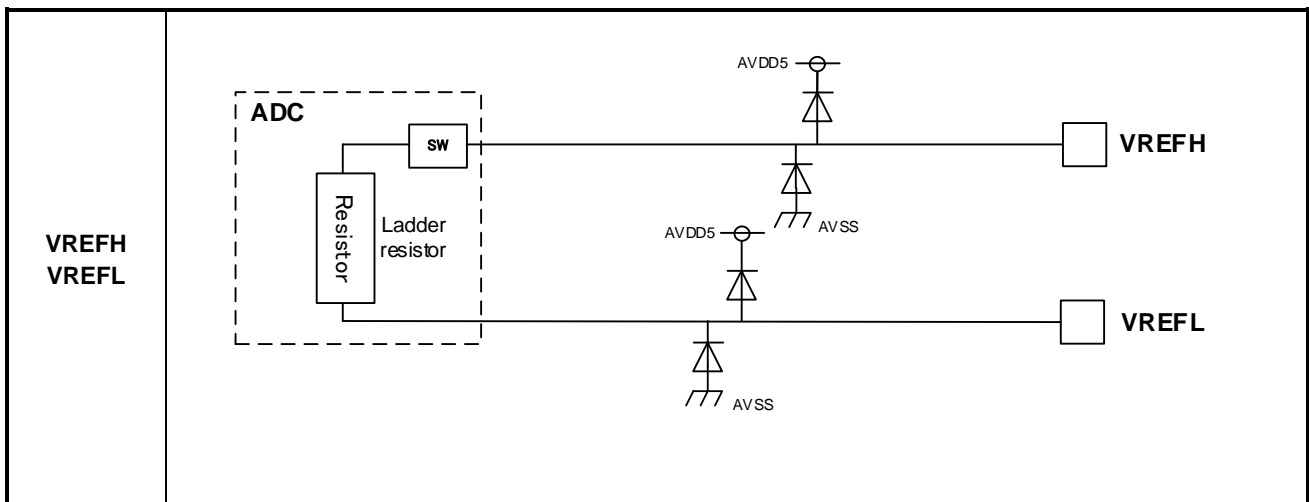 VREFH
VREFL
ADC
SW
Resistor
Ladder
resistor
AVDD5
AVSS
VREFH
AVDD5
AVSS
VREFL